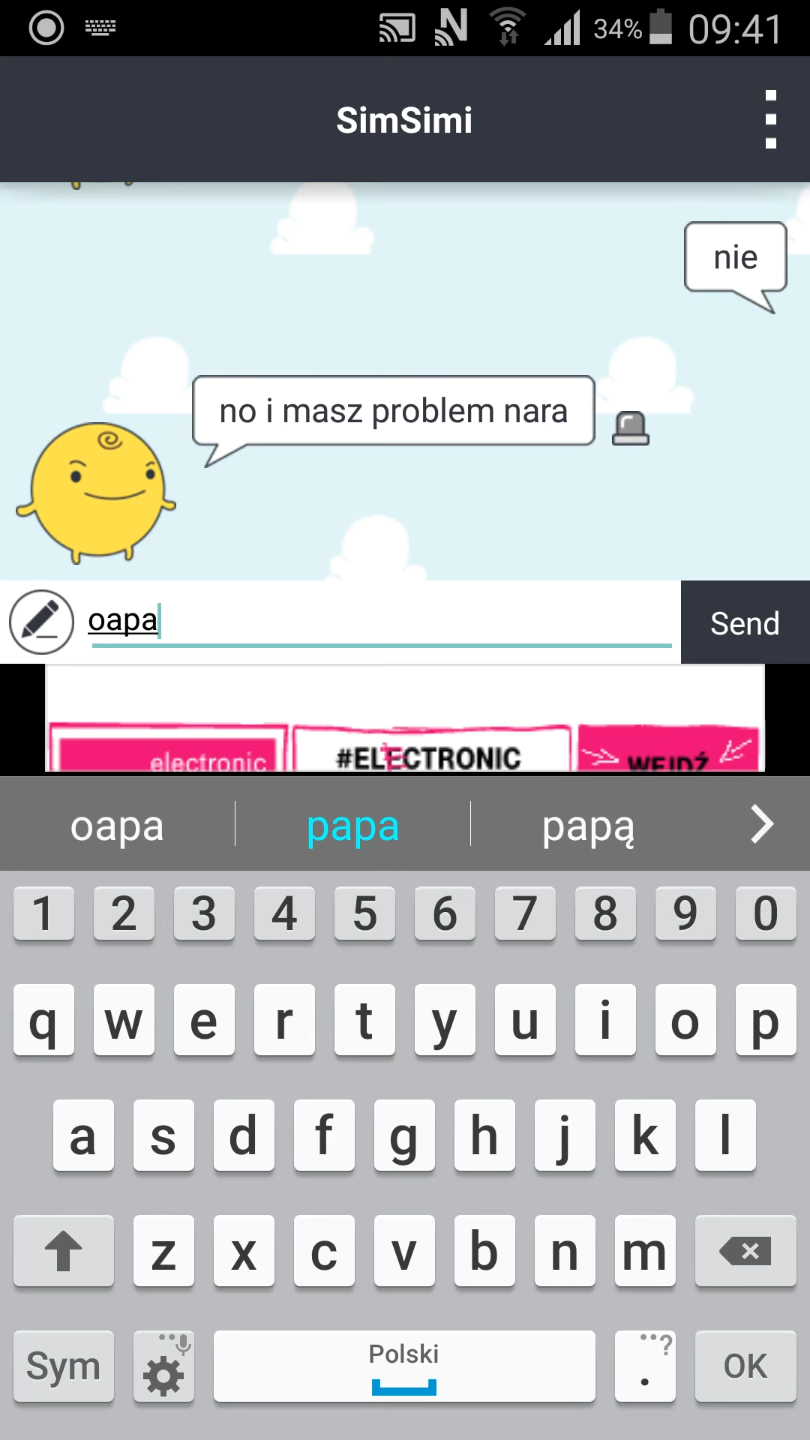 34% 09:41
SimSimi
nie
no i masz problem nara
oapa
Send
electronic
#ELECTRONIC
WEJDŹ
oapa papa papą
1 2 3 4 5 6 7 8 9 0
q w e r t y u i o p
a s d f g h j k l
z x c v b n m
Sym Polski . ? OK